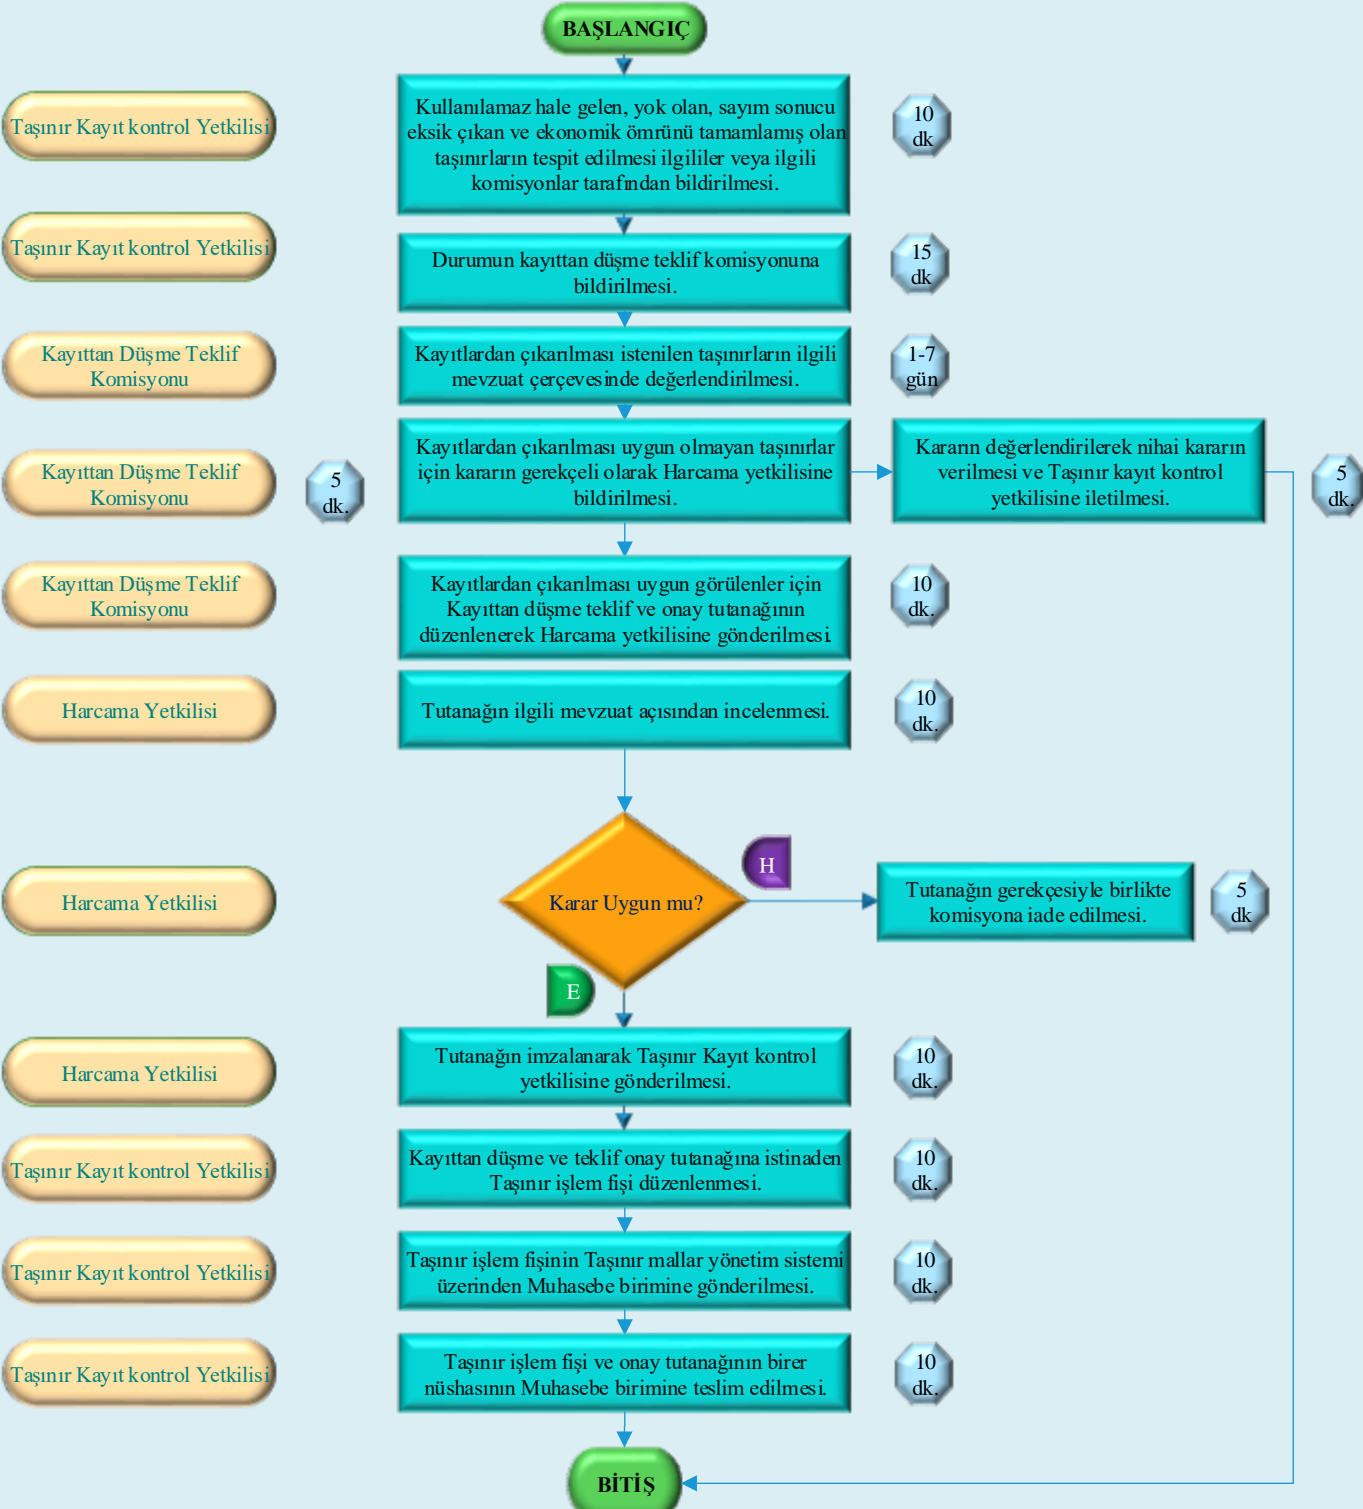 BAŞLANGIÇ
Taşınır Kayıt kontrol Yetkilisi
Kullanılamaz hale gelen, yok olan, sayım sonucu
eksik çıkan ve ekonomik ömrünü tamamlamış olan
taşınırların tespit edilmesi ilgililer veya ilgili
komisyonlar tarafından bildirilmesi.
10
dk
Taşınır Kayıt kontrol Yetkilisi
Durumun kayıttan düşme teklif komisyonuna
bildirilmesi.
15
dk
Kayıttan Düşme Teklif
Komisyonu
Kayıtlardan çıkarılması istenilen taşınırların ilgili
mevzuat çerçevesinde değerlendirilmesi.
1-7
gün
Kayıttan Düşme Teklif
Komisyonu
5
dk.
Kayıtlardan çıkarılması uygun olmayan taşınırlar
için kararın gerekçeli olarak Harcama yetkilisine
bildirilmesi.
Kararın değerlendirilerek nihai kararın
verilmesi ve Taşınır kayıt kontrol
yetkilisine iletilmesi.
5
dk.
Kayıttan Düşme Teklif
Komisyonu
Kayıtlardan çıkarılması uygun görülenler için
Kayıttan düşme teklif ve onay tutanağının
düzenlenerek Harcama yetkilisine gönderilmesi.
10
dk.
Harcama Yetkilisi
Tutanağın ilgili mevzuat açısından incelenmesi.
10
dk.
Harcama Yetkilisi
Karar Uygun mu?
H
Tutanağın gerekçesiyle birlikte
komisyona iade edilmesi.
5
dk
E
Harcama Yetkilisi
Tutanağın imzalanarak Taşınır Kayıt kontrol
yetkilisine gönderilmesi.
10
dk.
Taşınır Kayıt kontrol Yetkilisi
Kayıttan düşme ve teklif onay tutanağına istinaden
Taşınır işlem fişi düzenlenmesi.
10
dk.
Taşınır Kayıt kontrol Yetkilisi
Taşınır işlem fişinin Taşınır mallar yönetim sistemi
üzerinden Muhasebe birimine gönderilmesi.
10
dk.
Taşınır Kayıt kontrol Yetkilisi
Taşınır işlem fişi ve onay tutanağının birer
nüshasının Muhasebe birimine teslim edilmesi.
10
dk.
BİTİŞ